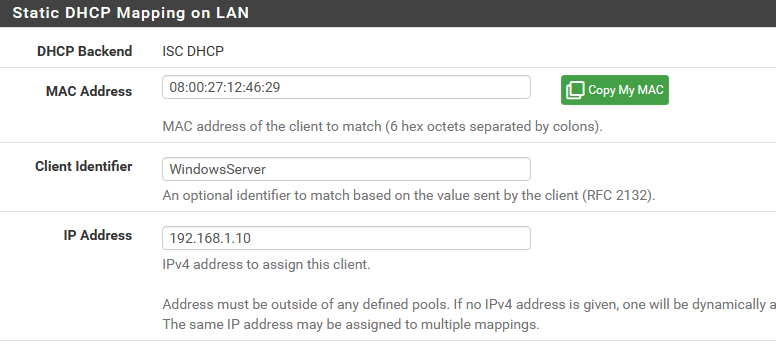 Static DHCP Mapping on LAN
DHCP Backend ISC DHCP
MAC Address 08:00:27:12:46:29 Copy My MAC
MAC address of the client to match (6 hex octets separated by colons).
Client Identifier WindowsServer
An optional identifier to match based on the value sent by the client (RFC 2132).
IP Address 192.168.1.10
IPv4 address to assign this client.
Address must be outside of any defined pools. If no IPv4 address is given, one will be dynamically a
The same IP address may be assigned to multiple mappings.